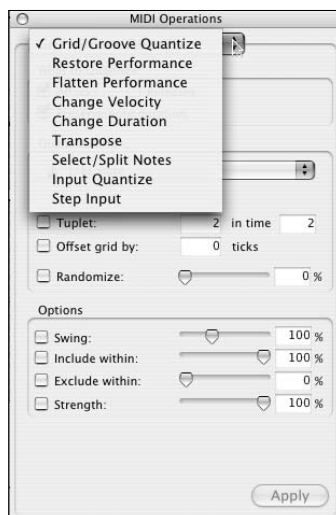 MIDI Operations
✓ Grid/Groove Quantize
Restore Performance
Flatten Performance
Change Velocity
Change Duration
Transpose
Select/Split Notes
Input Quantize
Step Input
Tuplet: 2 in time 2
Offset grid by: 0 ticks
Randomize: 0 %
Options
Swing: 100 %
Include within: 100 %
Exclude within: 0 %
Strength: 100 %
Apply